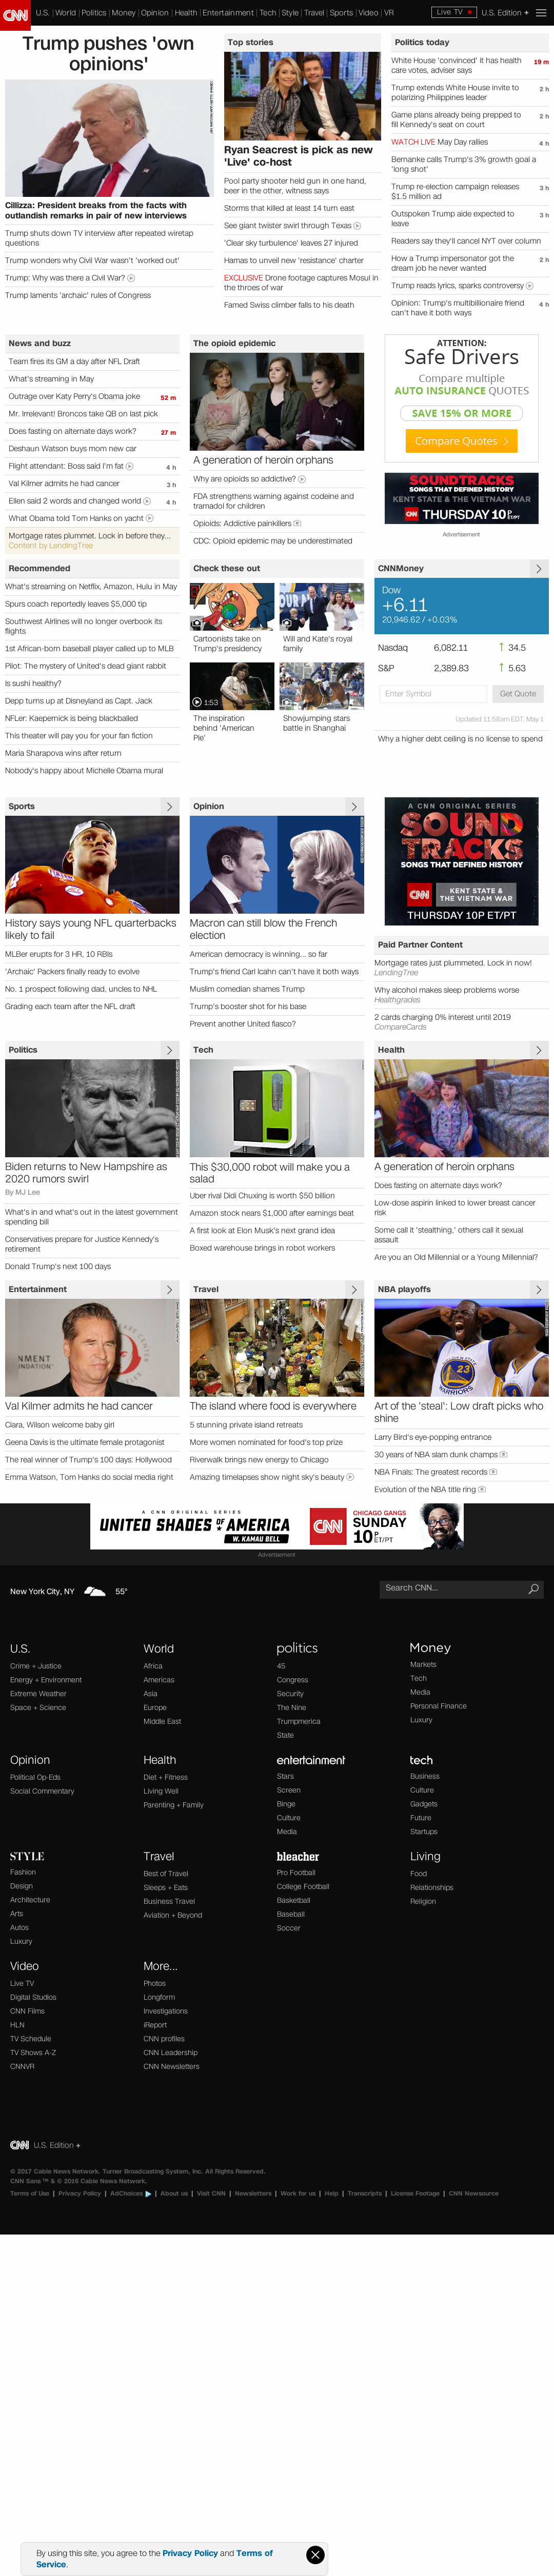 CNN
U.S. | World | Politics | Money | Opinion | Health | Entertainment | Tech | Style | Travel | Sports | Video | VR
Live TV
U.S. Edition +
Trump pushes 'own
opinions'
Cillizza: President breaks from the facts with
outlandish remarks in pair of new interviews
Trump shuts down TV interview after repeated wiretap
questions
Trump wonders why Civil War wasn't 'worked out'
Trump: Why was there a Civil War?
Trump laments 'archaic' rules of Congress
Top stories
Ryan Seacrest is pick as new
'Live' co-host
Pool party shooter held gun in one hand,
beer in the other, witness says
Storms that killed at least 14 turn east
See giant twister swirl through Texas
'Clear sky turbulence' leaves 27 injured
Hamas to unveil new 'resistance' charter
EXCLUSIVE Drone footage captures Mosul in
the throes of war
Famed Swiss climber falls to his death
Politics today
White House 'convinced' it has health
care votes, adviser says
19 m
Trump extends White House invite to
polarizing Philippines leader
2 h
Game plans already being prepped to
fill Kennedy's seat on court
2 h
WATCH LIVE May Day rallies
4 h
Bernanke calls Trump's 3% growth goal a
'long shot'
Trump re-election campaign releases
$1.5 million ad
3 h
Outspoken Trump aide expected to
leave
3 h
Readers say they'll cancel NYT over column
How a Trump impersonator got the
dream job he never wanted
2 h
Trump reads lyrics, sparks controversy
Opinion: Trump's multibillionaire friend
can't have it both ways
4 h
News and buzz
Team fires its GM a day after NFL Draft
What's streaming in May
Outrage over Katy Perry's Obama joke
52 m
Mr. Irrelevant! Broncos take QB on last pick
Does fasting on alternate days work?
27 m
Deshaun Watson buys mom new car
Flight attendant: Boss said I'm fat
4 h
Val Kilmer admits he had cancer
3 h
Ellen said 2 words and changed world
4 h
What Obama told Tom Hanks on yacht
Mortgage rates plummet. Lock in before they...
Content by LendingTree
The opioid epidemic
A generation of heroin orphans
Why are opioids so addictive?
FDA strengthens warning against codeine and
tramadol for children
Opioids: Addictive painkillers
CDC: Opioid epidemic may be underestimated
ATTENTION:
Safe Drivers
Compare multiple
AUTO INSURANCE QUOTES
SAVE 15% OR MORE
Compare Quotes >
SOUNDTRACKS
SONGS THAT DEFINED HISTORY
KENT STATE & THE VIETNAM WAR
CNN THURSDAY 10P ET/PT
Advertisement
Recommended
What's streaming on Netflix, Amazon, Hulu in May
Spurs coach reportedly leaves $5,000 tip
Southwest Airlines will no longer overbook its
flights
1st African-born baseball player called up to MLB
Pilot: The mystery of United's dead giant rabbit
Is sushi healthy?
Depp turns up at Disneyland as Capt. Jack
NFLer: Kaepernick is being blackballed
This theater will pay you for your fan fiction
Maria Sharapova wins after return
Nobody's happy about Michelle Obama mural
Check these out
Cartoonists take on
Trump's presidency
Will and Kate's royal
family
1:53
The inspiration
behind 'American
Pie'
Showjumping stars
battle in Shanghai
CNNMoney
Dow
+6.11
20,946.62 / +0.03%
Nasdaq 6,082.11 ↑ 34.5
S&P 2,389.83 ↑ 5.63
Enter Symbol
Get Quote
Updated 11:58am EDT, May 1
Why a higher debt ceiling is no license to spend
Sports
History says young NFL quarterbacks
likely to fail
MLBer erupts for 3 HR, 10 RBIs
'Archaic' Packers finally ready to evolve
No. 1 prospect following dad, uncles to NHL
Grading each team after the NFL draft
Opinion
Macron can still blow the French
election
American democracy is winning... so far
Trump's friend Carl Icahn can't have it both ways
Muslim comedian shames Trump
Trump's booster shot for his base
Prevent another United fiasco?
A CNN ORIGINAL SERIES
SOUND
TRACKS
SONGS THAT DEFINED HISTORY
CNN
KENT STATE &
THE VIETNAM WAR
THURSDAY 10P ET/PT
Paid Partner Content
Mortgage rates just plummeted. Lock in now!
LendingTree
Why alcohol makes sleep problems worse
Healthgrades
2 cards charging 0% interest until 2019
CompareCards
Politics
Biden returns to New Hampshire as
2020 rumors swirl
By MJ Lee
What's in and what's out in the latest government
spending bill
Conservatives prepare for Justice Kennedy's
retirement
Donald Trump's next 100 days
Tech
This $30,000 robot will make you a
salad
Uber rival Didi Chuxing is worth $50 billion
Amazon stock nears $1,000 after earnings beat
A first look at Elon Musk's next grand idea
Boxed warehouse brings in robot workers
Health
A generation of heroin orphans
Does fasting on alternate days work?
Low-dose aspirin linked to lower breast cancer
risk
Some call it 'stealthing,' others call it sexual
assault
Are you an Old Millennial or a Young Millennial?
Entertainment
Val Kilmer admits he had cancer
Ciara, Wilson welcome baby girl
Geena Davis is the ultimate female protagonist
The real winner of Trump's 100 days: Hollywood
Emma Watson, Tom Hanks do social media right
Travel
The island where food is everywhere
5 stunning private island retreats
More women nominated for food's top prize
Riverwalk brings new energy to Chicago
Amazing timelapses show night sky's beauty
NBA playoffs
WARRIORS
23
Art of the 'steal': Low draft picks who
shine
Larry Bird's eye-popping entrance
30 years of NBA slam dunk champs
NBA Finals: The greatest records
Evolution of the NBA title ring
A CNN ORIGINAL SERIES
UNITED SHADES OF AMERICA
W. KAMAU BELL
CNN
CHICAGO GANGS
SUNDAY
10P ET/PT
Advertisement
New York City, NY 55°
Search CNN...
U.S.
Crime + Justice
Energy + Environment
Extreme Weather
Space + Science
World
Africa
Americas
Asia
Europe
Middle East
politics
45
Congress
Security
The Nine
Trumpmerica
State
Money
Markets
Tech
Media
Personal Finance
Luxury
Opinion
Political Op-Eds
Social Commentary
Health
Diet + Fitness
Living Well
Parenting + Family
entertainment
Stars
Screen
Binge
Culture
Media
tech
Business
Culture
Gadgets
Future
Startups
STYLE
Fashion
Design
Architecture
Arts
Autos
Luxury
Travel
Best of Travel
Sleeps + Eats
Business Travel
Aviation + Beyond
bleacher
Pro Football
College Football
Basketball
Baseball
Soccer
Living
Food
Relationships
Religion
Video
Live TV
Digital Studios
CNN Films
HLN
TV Schedule
TV Shows A-Z
CNNVR
More...
Photos
Longform
Investigations
iReport
CNN profiles
CNN Leadership
CNN Newsletters
CNN U.S. Edition +
© 2017 Cable News Network. Turner Broadcasting System, Inc. All Rights Reserved.
CNN Sans ™ & © 2016 Cable News Network.
Terms of Use | Privacy Policy | AdChoices | About us | Visit CNN | Newsletters | Work for us | Help | Transcripts | License Footage | CNN Newsource
By using this site, you agree to the Privacy Policy and Terms of
Service.